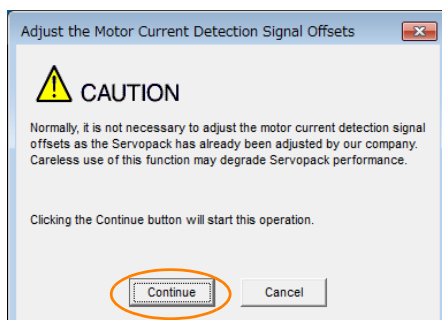 Adjust the Motor Current Detection Signal Offsets
CAUTION
Normally, it is not necessary to adjust the motor current detection signal
offsets as the Servopack has already been adjusted by our company.
Careless use of this function may degrade Servopack performance.
Clicking the Continue button will start this operation.
Continue
Cancel